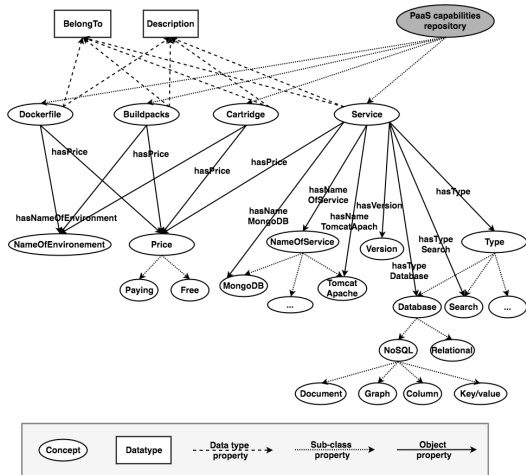 BelongTo
Description
PaaS capabilities
repository
Dockerfile
Buildpacks
Cartridge
Service
hasPrice
hasPrice
hasPrice
hasPrice
hasType
hasName
OfService
hasName
MongoDB
hasVersion
hasName
TomcatApach
hasNameOfEnvironment
NameOfEnvironement
Price
NameOfService
Version
Type
hasType
Search
hasType
Database
Paying
Free
MongoDB
...
Tomcat
Apache
Database
Search
...
NoSQL
Relational
Document
Graph
Column
Key/value
Concept
Datatype
Data type
property
Sub-class
property
Object
property